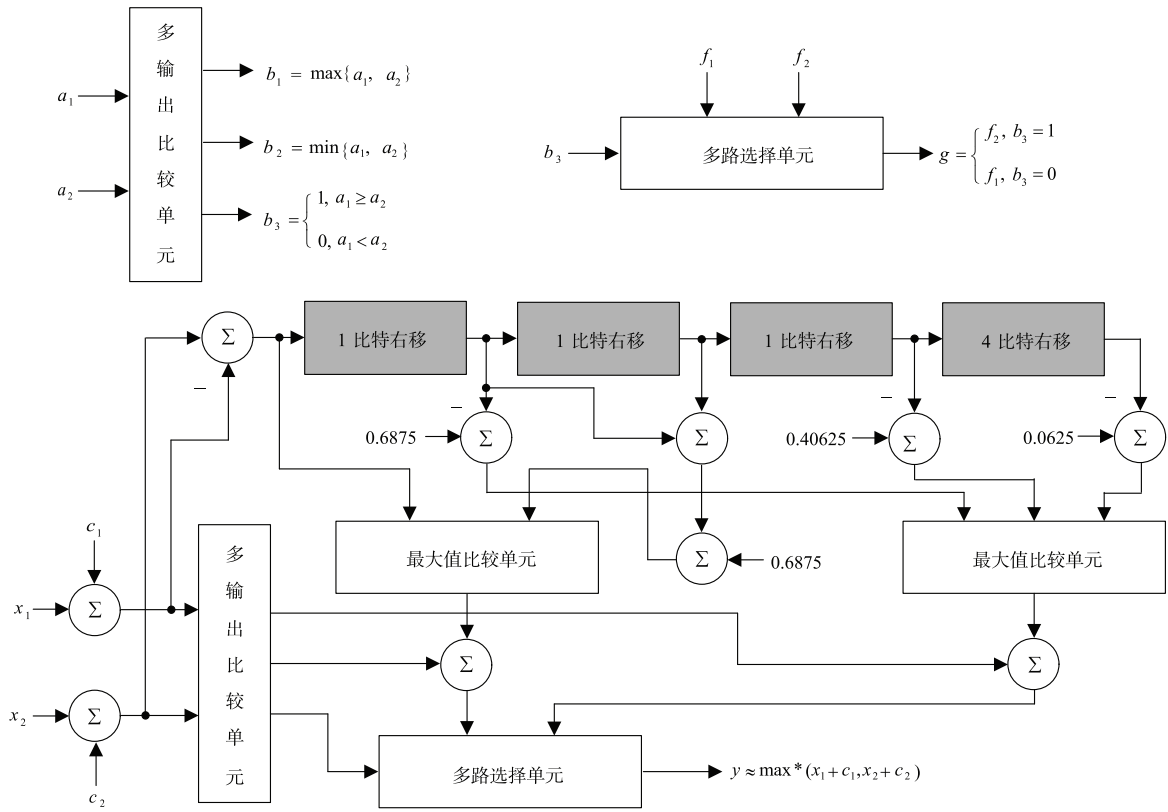 多输出比较单元
a₁
a₂
b₁ = max{a₁, a₂}
b₂ = min{a₁, a₂}
b₃ = { 1, a₁ ≥ a₂
0, a₁ < a₂
f₁
f₂
b₃
多路选择单元
g = { f₂, b₃ = 1
f₁, b₃ = 0
Σ
−
1 比特右移
1 比特右移
1 比特右移
4 比特右移
−
−
−
0.6875
Σ
Σ
0.40625
Σ
0.0625
Σ
c₁
x₁
Σ
多输出比较单元
最大值比较单元
Σ
0.6875
最大值比较单元
Σ
Σ
x₂
Σ
c₂
多路选择单元
y ≈ max*(x₁+c₁,x₂+c₂)